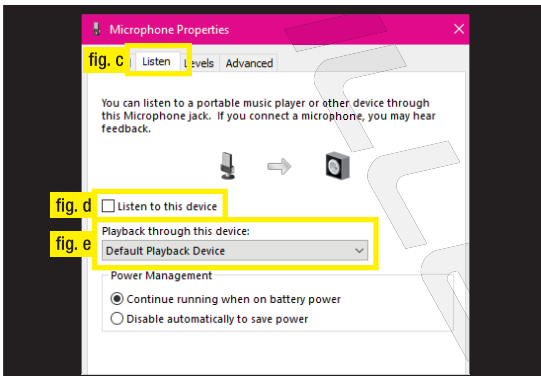 Microphone Properties
fig. c
Listen
Levels
Advanced
You can listen to a portable music player or other device through
this Microphone jack. If you connect a microphone, you may hear
feedback.
fig. d
Listen to this device
Playback through this device:
fig. e
Default Playback Device
Power Management
Continue running when on battery power
Disable automatically to save power